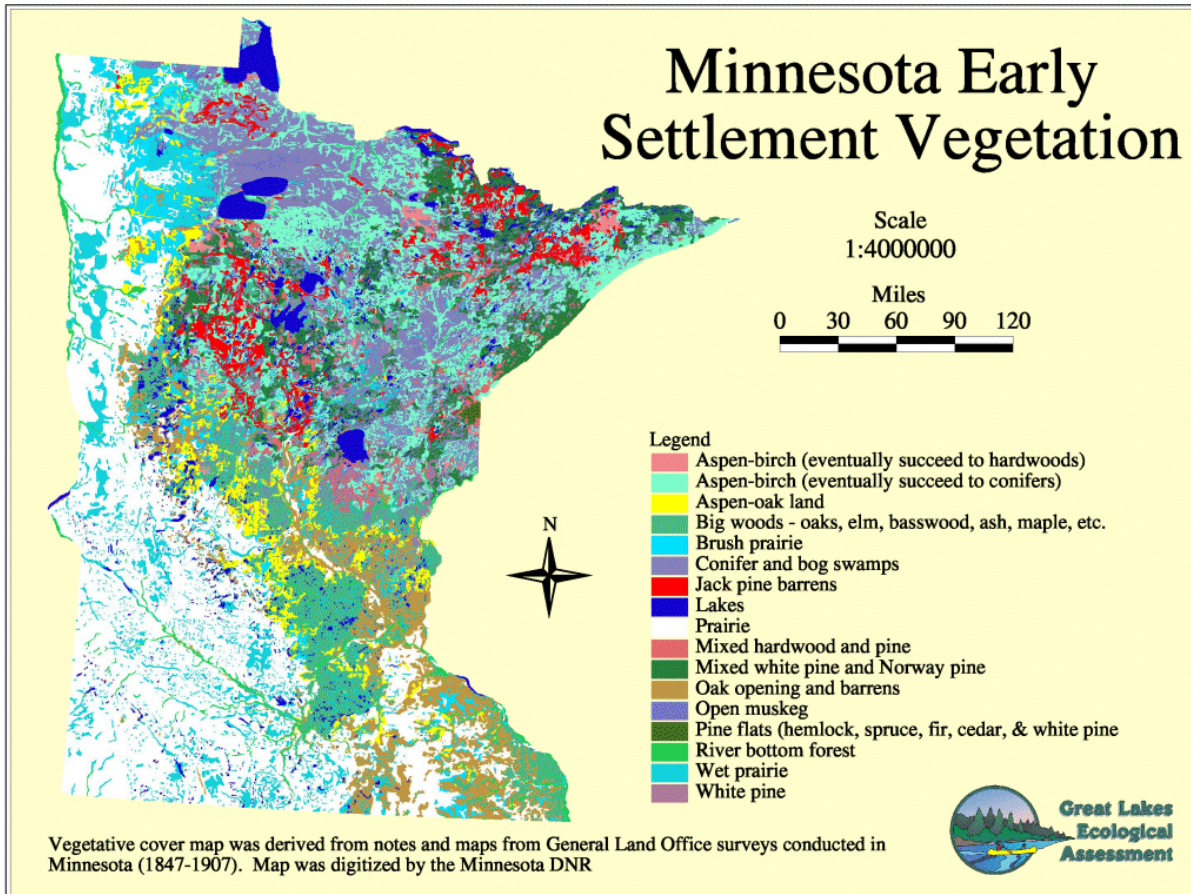 Minnesota Early
Settlement Vegetation
Scale
1:4000000
Miles
0 30 60 90 120
N
Legend
Aspen-birch (eventually succeed to hardwoods)
Aspen-birch (eventually succeed to conifers)
Aspen-oak land
Big woods - oaks, elm, basswood, ash, maple, etc.
Brush prairie
Conifer and bog swamps
Jack pine barrens
Lakes
Prairie
Mixed hardwood and pine
Mixed white pine and Norway pine
Oak opening and barrens
Open muskeg
Pine flats (hemlock, spruce, fir, cedar, & white pine
River bottom forest
Wet prairie
White pine
Great Lakes
Ecological
Assessment
Vegetative cover map was derived from notes and maps from General Land Office surveys conducted in
Minnesota (1847-1907). Map was digitized by the Minnesota DNR